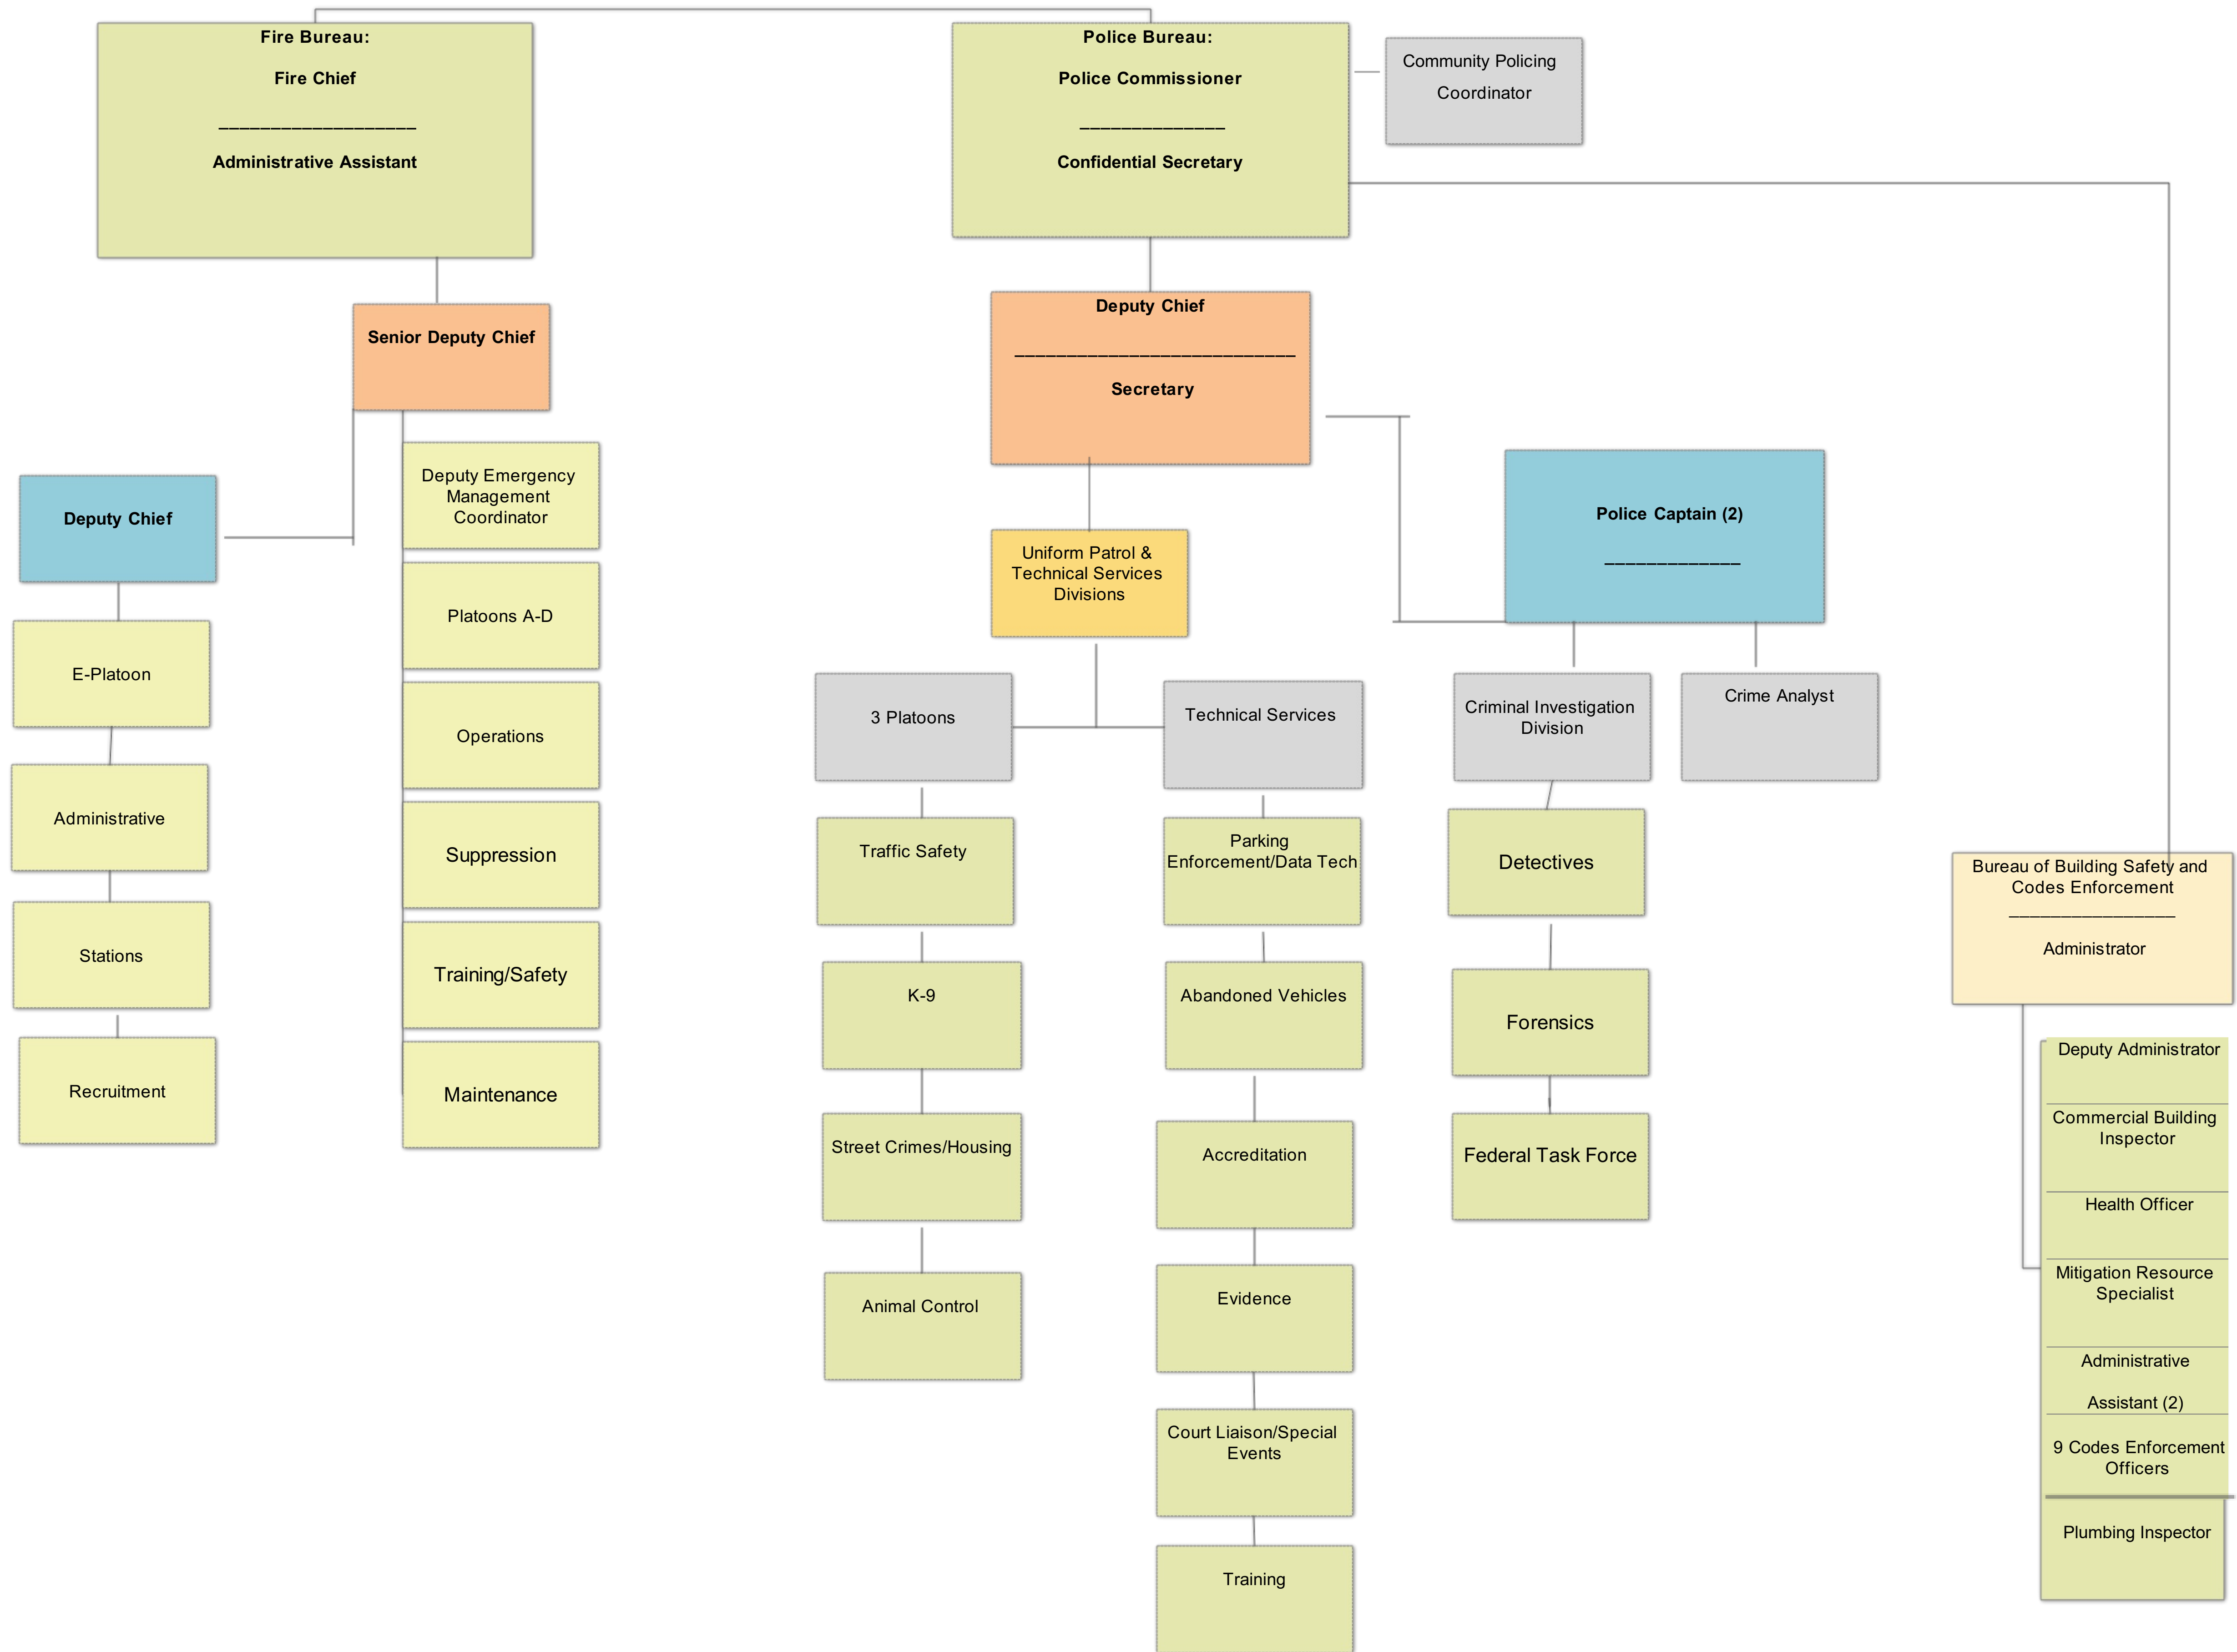 Fire Bureau:
Fire Chief
___________________
Administrative Assistant
Police Bureau:
Police Commissioner
______________
Confidential Secretary
Community Policing
Coordinator
Senior Deputy Chief
Deputy Chief
___________________________
Secretary
Deputy Chief
Deputy Emergency
Management
Coordinator
Police Captain (2)
_____________
Uniform Patrol &
Technical Services
Divisions
E-Platoon
Administrative
Stations
Recruitment
Platoons A-D
Operations
Suppression
Training/Safety
Maintenance
3 Platoons
Traffic Safety
K-9
Street Crimes/Housing
Animal Control
Technical Services
Parking
Enforcement/Data Tech
Abandoned Vehicles
Accreditation
Evidence
Court Liaison/Special
Events
Training
Criminal Investigation
Division
Detectives
Forensics
Federal Task Force
Crime Analyst
Bureau of Building Safety and
Codes Enforcement
________________
Administrator
Deputy Administrator
Commercial Building
Inspector
Health Officer
Mitigation Resource
Specialist
Administrative
Assistant (2)
9 Codes Enforcement
Officers
Plumbing Inspector